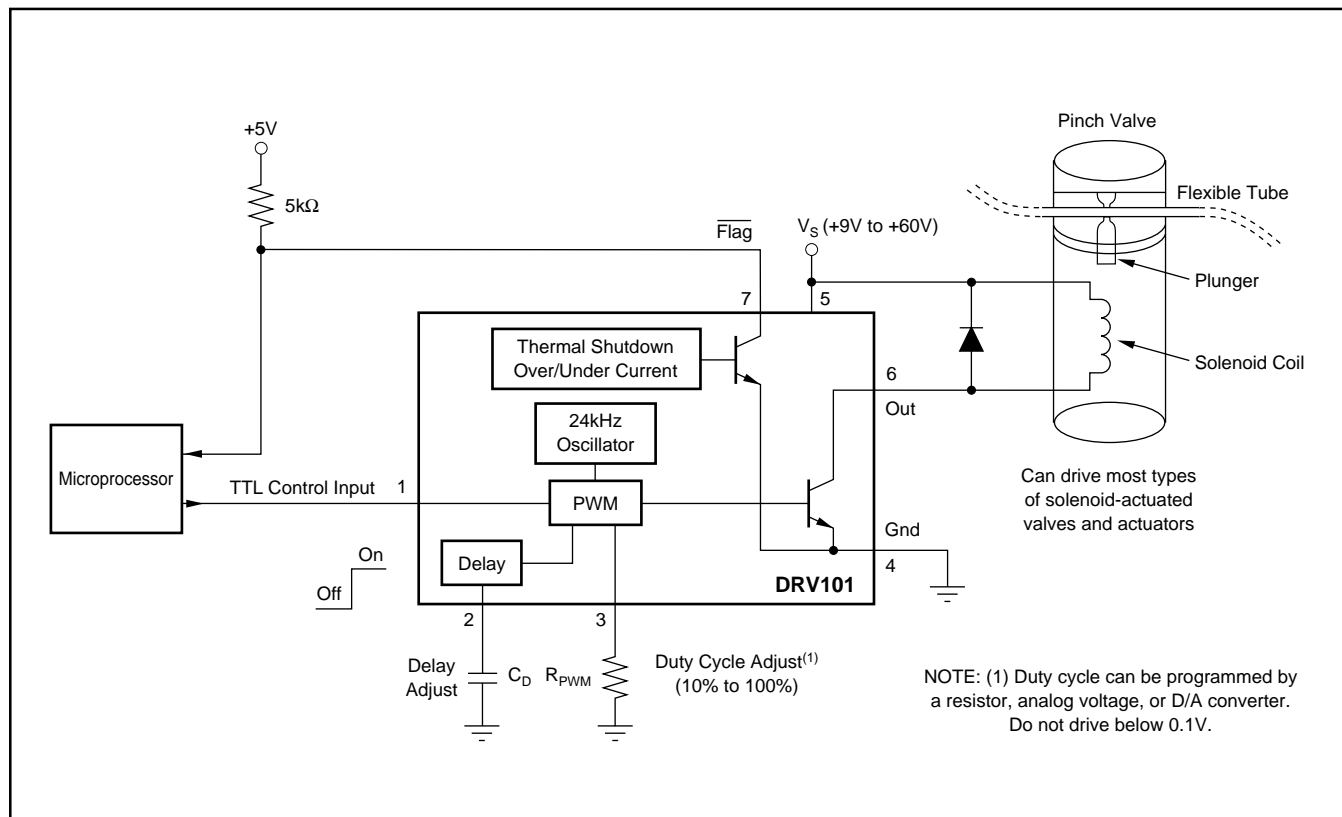 +5V
5kΩ
Flag
V_S (+9V to +60V)
Pinch Valve
Flexible Tube
Plunger
Solenoid Coil
7
5
Thermal Shutdown
Over/Under Current
24kHz
Oscillator
6
Out
Microprocessor
TTL Control Input
1
PWM
Can drive most types
of solenoid-actuated
valves and actuators
Gnd
4
Delay
DRV101
On
Off
2
3
Delay
Adjust
C_D
R_PWM
Duty Cycle Adjust(1)
(10% to 100%)
NOTE: (1) Duty cycle can be programmed by
a resistor, analog voltage, or D/A converter.
Do not drive below 0.1V.